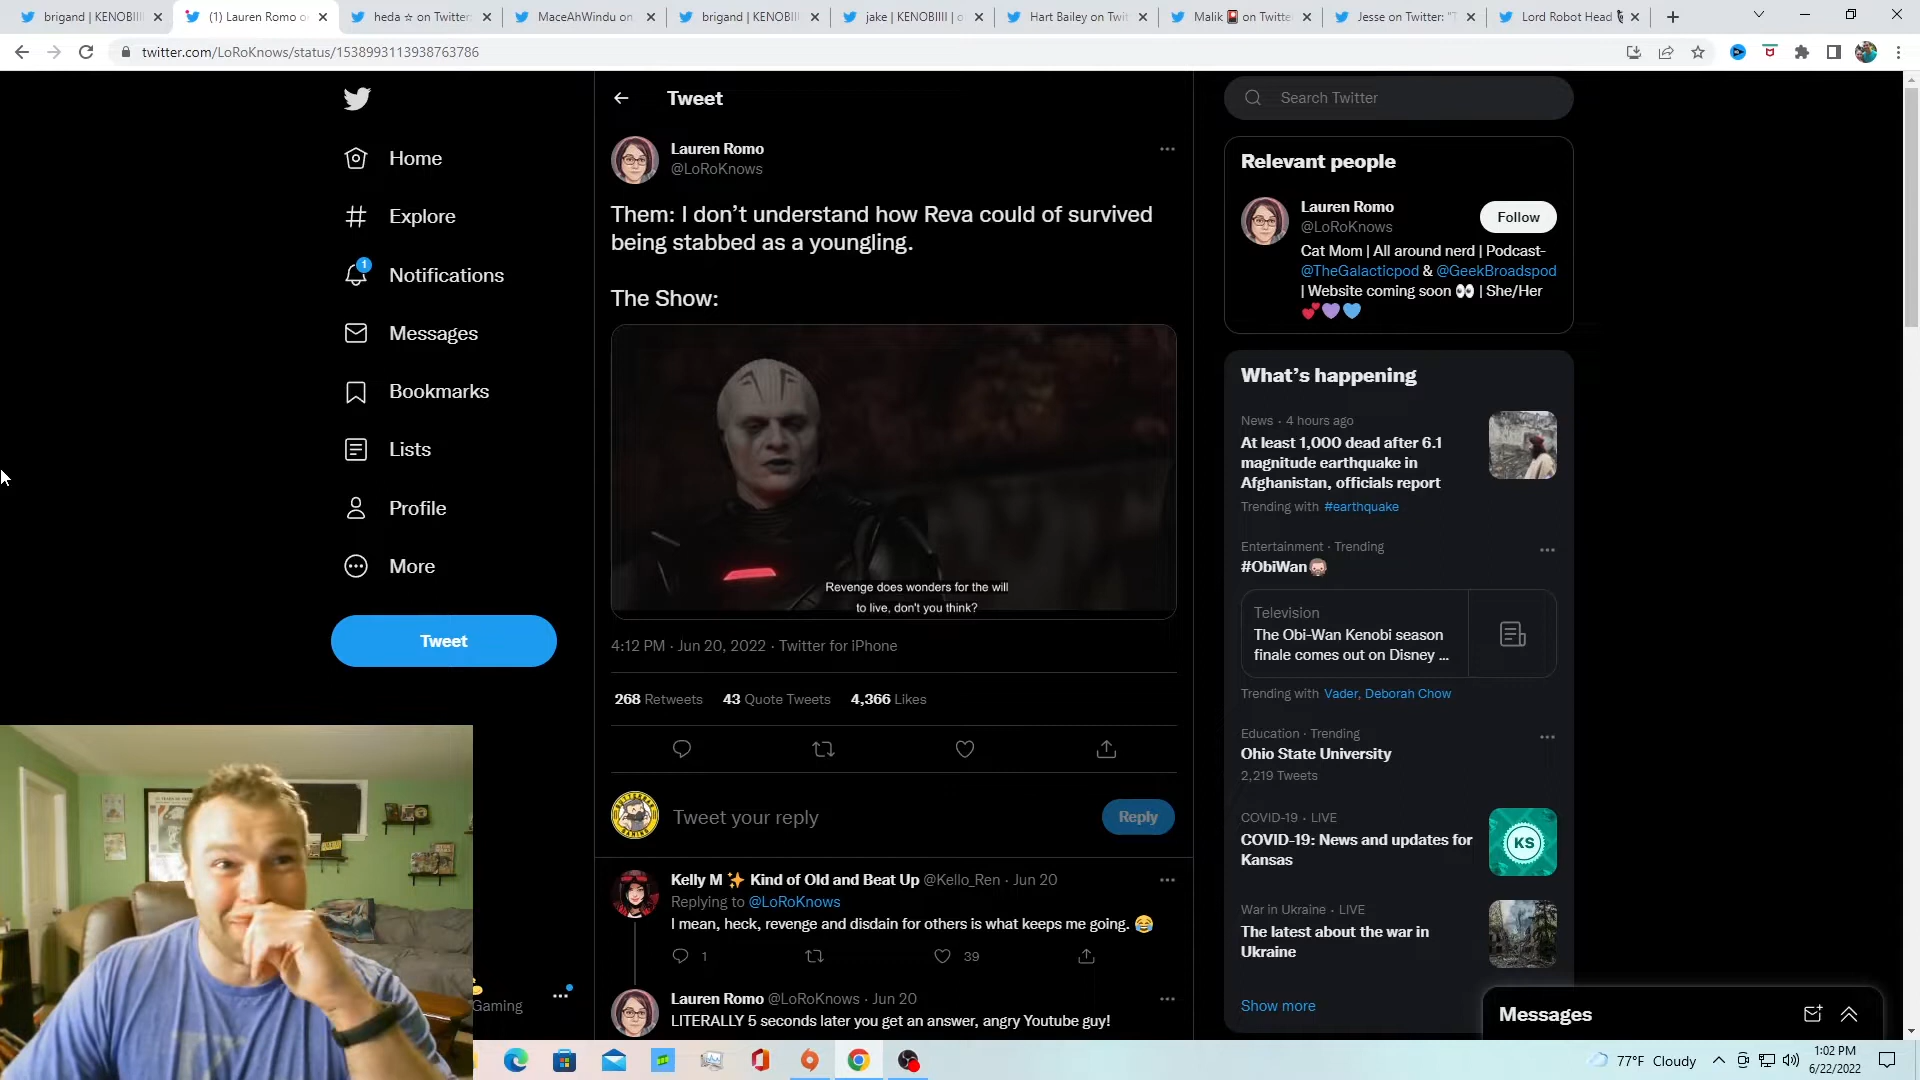 brigand | KENOBIIII
(1) Lauren Romo o
heda ☆ on Twitter:
MaceAhWindu on
brigand | KENOBIII
jake | KENOBIIII | o
Hart Bailey on Twit
Malik 🎴 on Twitte
Jesse on Twitter: "T
Lord Robot Head
twitter.com/LoRoKnows/status/1538993113938763786
Home
Explore
1
Notifications
Messages
Bookmarks
Lists
Profile
More
Tweet
Gaming
Tweet
Lauren Romo
@LoRoKnows
Them: I don’t understand how Reva could of survived
being stabbed as a youngling.
The Show:
Revenge does wonders for the will
to live, don't you think?
4:12 PM · Jun 20, 2022 · Twitter for iPhone
268 Retweets 43 Quote Tweets 4,366 Likes
Tweet your reply
Reply
Kelly M ✨ Kind of Old and Beat Up @Kello_Ren · Jun 20
Replying to @LoRoKnows
I mean, heck, revenge and disdain for others is what keeps me going. 😂
1 39
Lauren Romo @LoRoKnows · Jun 20
LITERALLY 5 seconds later you get an answer, angry Youtube guy!
Search Twitter
Relevant people
Lauren Romo
@LoRoKnows
Follow
Cat Mom | All around nerd | Podcast-
@TheGalacticpod & @GeekBroadspod
| Website coming soon 👀 | She/Her
💕💜💙
What’s happening
News · 4 hours ago
At least 1,000 dead after 6.1
magnitude earthquake in
Afghanistan, officials report
Trending with #earthquake
Entertainment · Trending
#ObiWan
Television
The Obi-Wan Kenobi season
finale comes out on Disney ...
Trending with Vader, Deborah Chow
Education · Trending
Ohio State University
2,219 Tweets
COVID-19 · LIVE
COVID-19: News and updates for
Kansas
KS
War in Ukraine · LIVE
The latest about the war in
Ukraine
Show more
Messages
77°F Cloudy
1:02 PM
6/22/2022